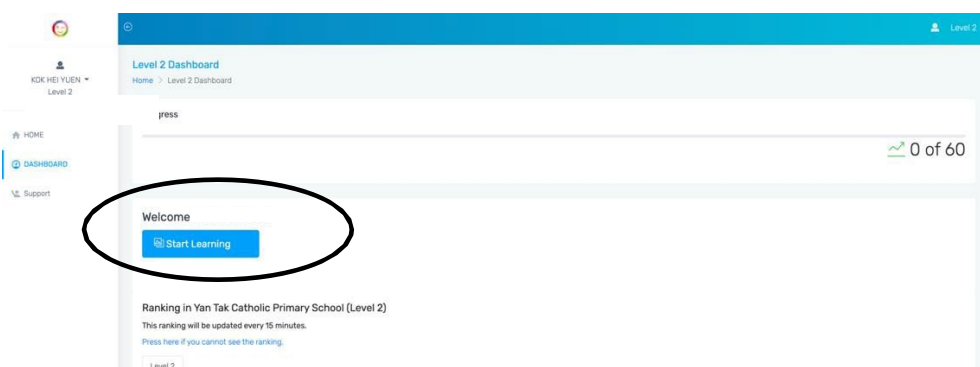 Level 2
Level 2 Dashboard
Home > Level 2 Dashboard
KOK HEI YUEN
Level 2
gress
HOME
0 of 60
DASHBOARD
Support
Welcome
Start Learning
Ranking in Yan Tak Catholic Primary School (Level 2)
This ranking will be updated every 15 minutes.
Press here if you cannot see the ranking.
Level 2